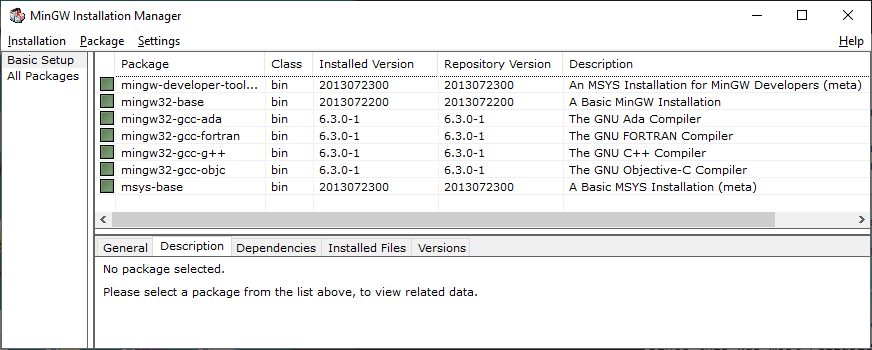 MinGW Installation Manager
Installation Package Settings Help
Basic Setup
All Packages
Package Class Installed Version Repository Version Description
mingw-developer-tool... bin 2013072300 2013072300 An MSYS Installation for MinGW Developers (meta)
mingw32-base bin 2013072200 2013072200 A Basic MinGW Installation
mingw32-gcc-ada bin 6.3.0-1 6.3.0-1 The GNU Ada Compiler
mingw32-gcc-fortran bin 6.3.0-1 6.3.0-1 The GNU FORTRAN Compiler
mingw32-gcc-g++ bin 6.3.0-1 6.3.0-1 The GNU C++ Compiler
mingw32-gcc-objc bin 6.3.0-1 6.3.0-1 The GNU Objective-C Compiler
msys-base bin 2013072300 2013072300 A Basic MSYS Installation (meta)
General Description Dependencies Installed Files Versions
No package selected.
Please select a package from the list above, to view related data.